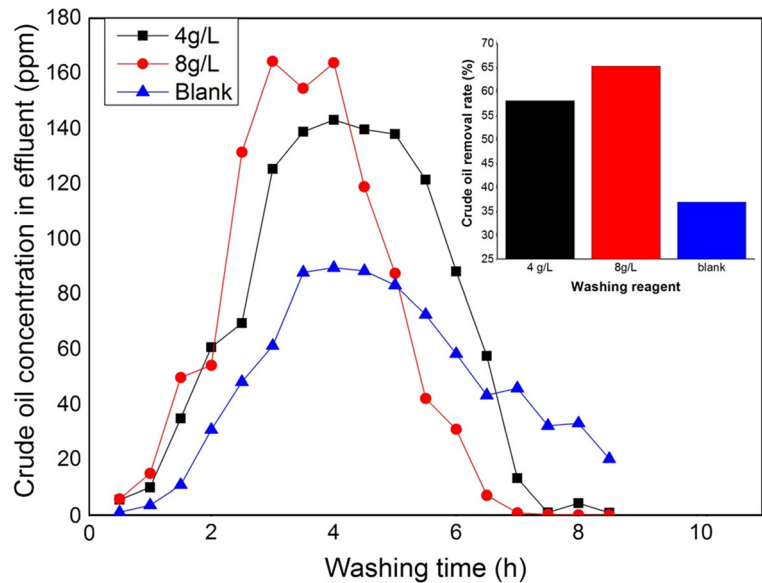 180
160
140
120
100
80
60
40
20
0
Crude oil concentration in effluent (ppm)
4g/L
8g/L
Blank
0 2 4 6 8 10
Washing time (h)
70
65
60
55
50
45
40
35
30
25
Crude oil removal rate (%)
4 g/L 8g/L blank
Washing reagent